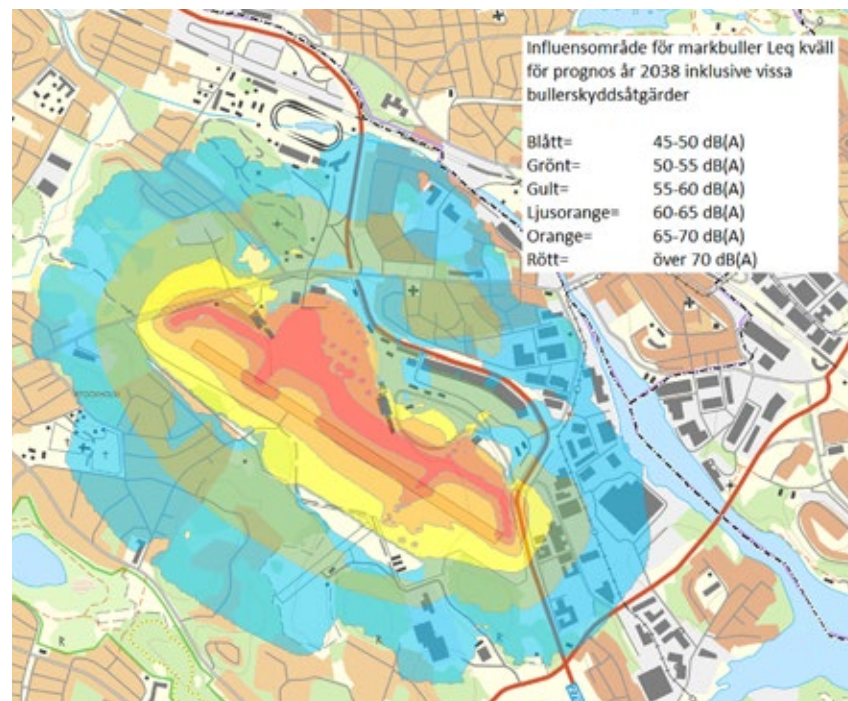 Influensområde för markbuller Leq kväll
för prognos år 2038 inklusive vissa
bullerskyddsåtgärder
Blått= 45-50 dB(A)
Grönt= 50-55 dB(A)
Gult= 55-60 dB(A)
Ljusorange= 60-65 dB(A)
Orange= 65-70 dB(A)
Rött= över 70 dB(A)
R
R